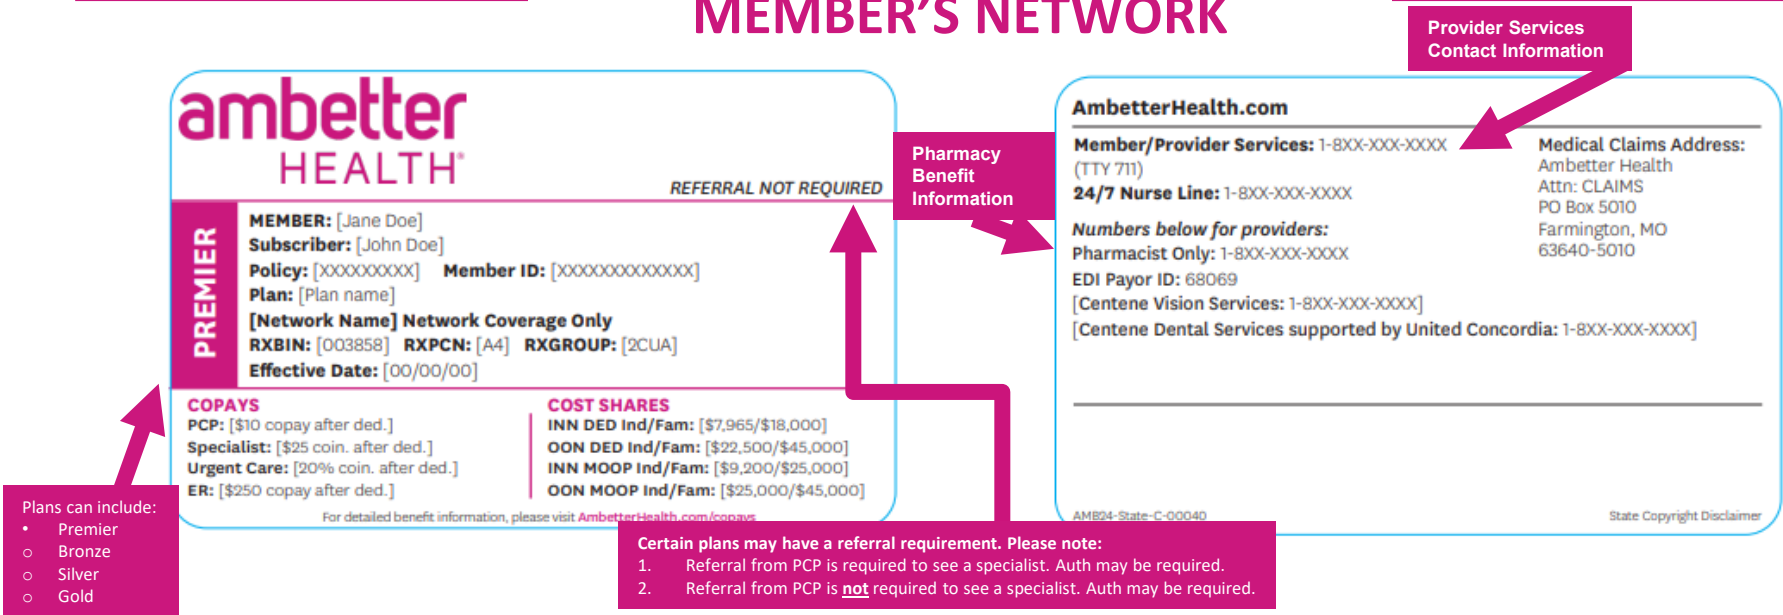 MEMBER'S NETWORK
Provider Services
Contact Information
ambetter
HEALTH®
REFERRAL NOT REQUIRED
PREMIER
MEMBER: [Jane Doe]
Subscriber: [John Doe]
Policy: [XXXXXXXXX] Member ID: [XXXXXXXXXXXXX]
Plan: [Plan name]
[Network Name] Network Coverage Only
RXBIN: [003858] RXPCN: [A4] RXGROUP: [2CUA]
Effective Date: [00/00/00]
COPAYS
PCP: [$10 copay after ded.]
Specialist: [$25 coin. after ded.]
Urgent Care: [20% coin. after ded.]
ER: [$250 copay after ded.]
COST SHARES
INN DED Ind/Fam: [$7,965/$18,000]
OON DED Ind/Fam: [$22,500/$45,000]
INN MOOP Ind/Fam: [$9,200/$25,000]
OON MOOP Ind/Fam: [$25,000/$45,000]
For detailed benefit information, please visit AmbetterHealth.com/copays
Pharmacy
Benefit
Information
AmbetterHealth.com
Member/Provider Services: 1-8XX-XXX-XXXX
(TTY 711)
24/7 Nurse Line: 1-8XX-XXX-XXXX
Numbers below for providers:
Pharmacist Only: 1-8XX-XXX-XXXX
EDI Payor ID: 68069
[Centene Vision Services: 1-8XX-XXX-XXXX]
[Centene Dental Services supported by United Concordia: 1-8XX-XXX-XXXX]
Medical Claims Address:
Ambetter Health
Attn: CLAIMS
PO Box 5010
Farmington, MO
63640-5010
AMB24-State-C-00040
State Copyright Disclaimer
Plans can include:
• Premier
o Bronze
o Silver
o Gold
Certain plans may have a referral requirement. Please note:
1. Referral from PCP is required to see a specialist. Auth may be required.
2. Referral from PCP is not required to see a specialist. Auth may be required.